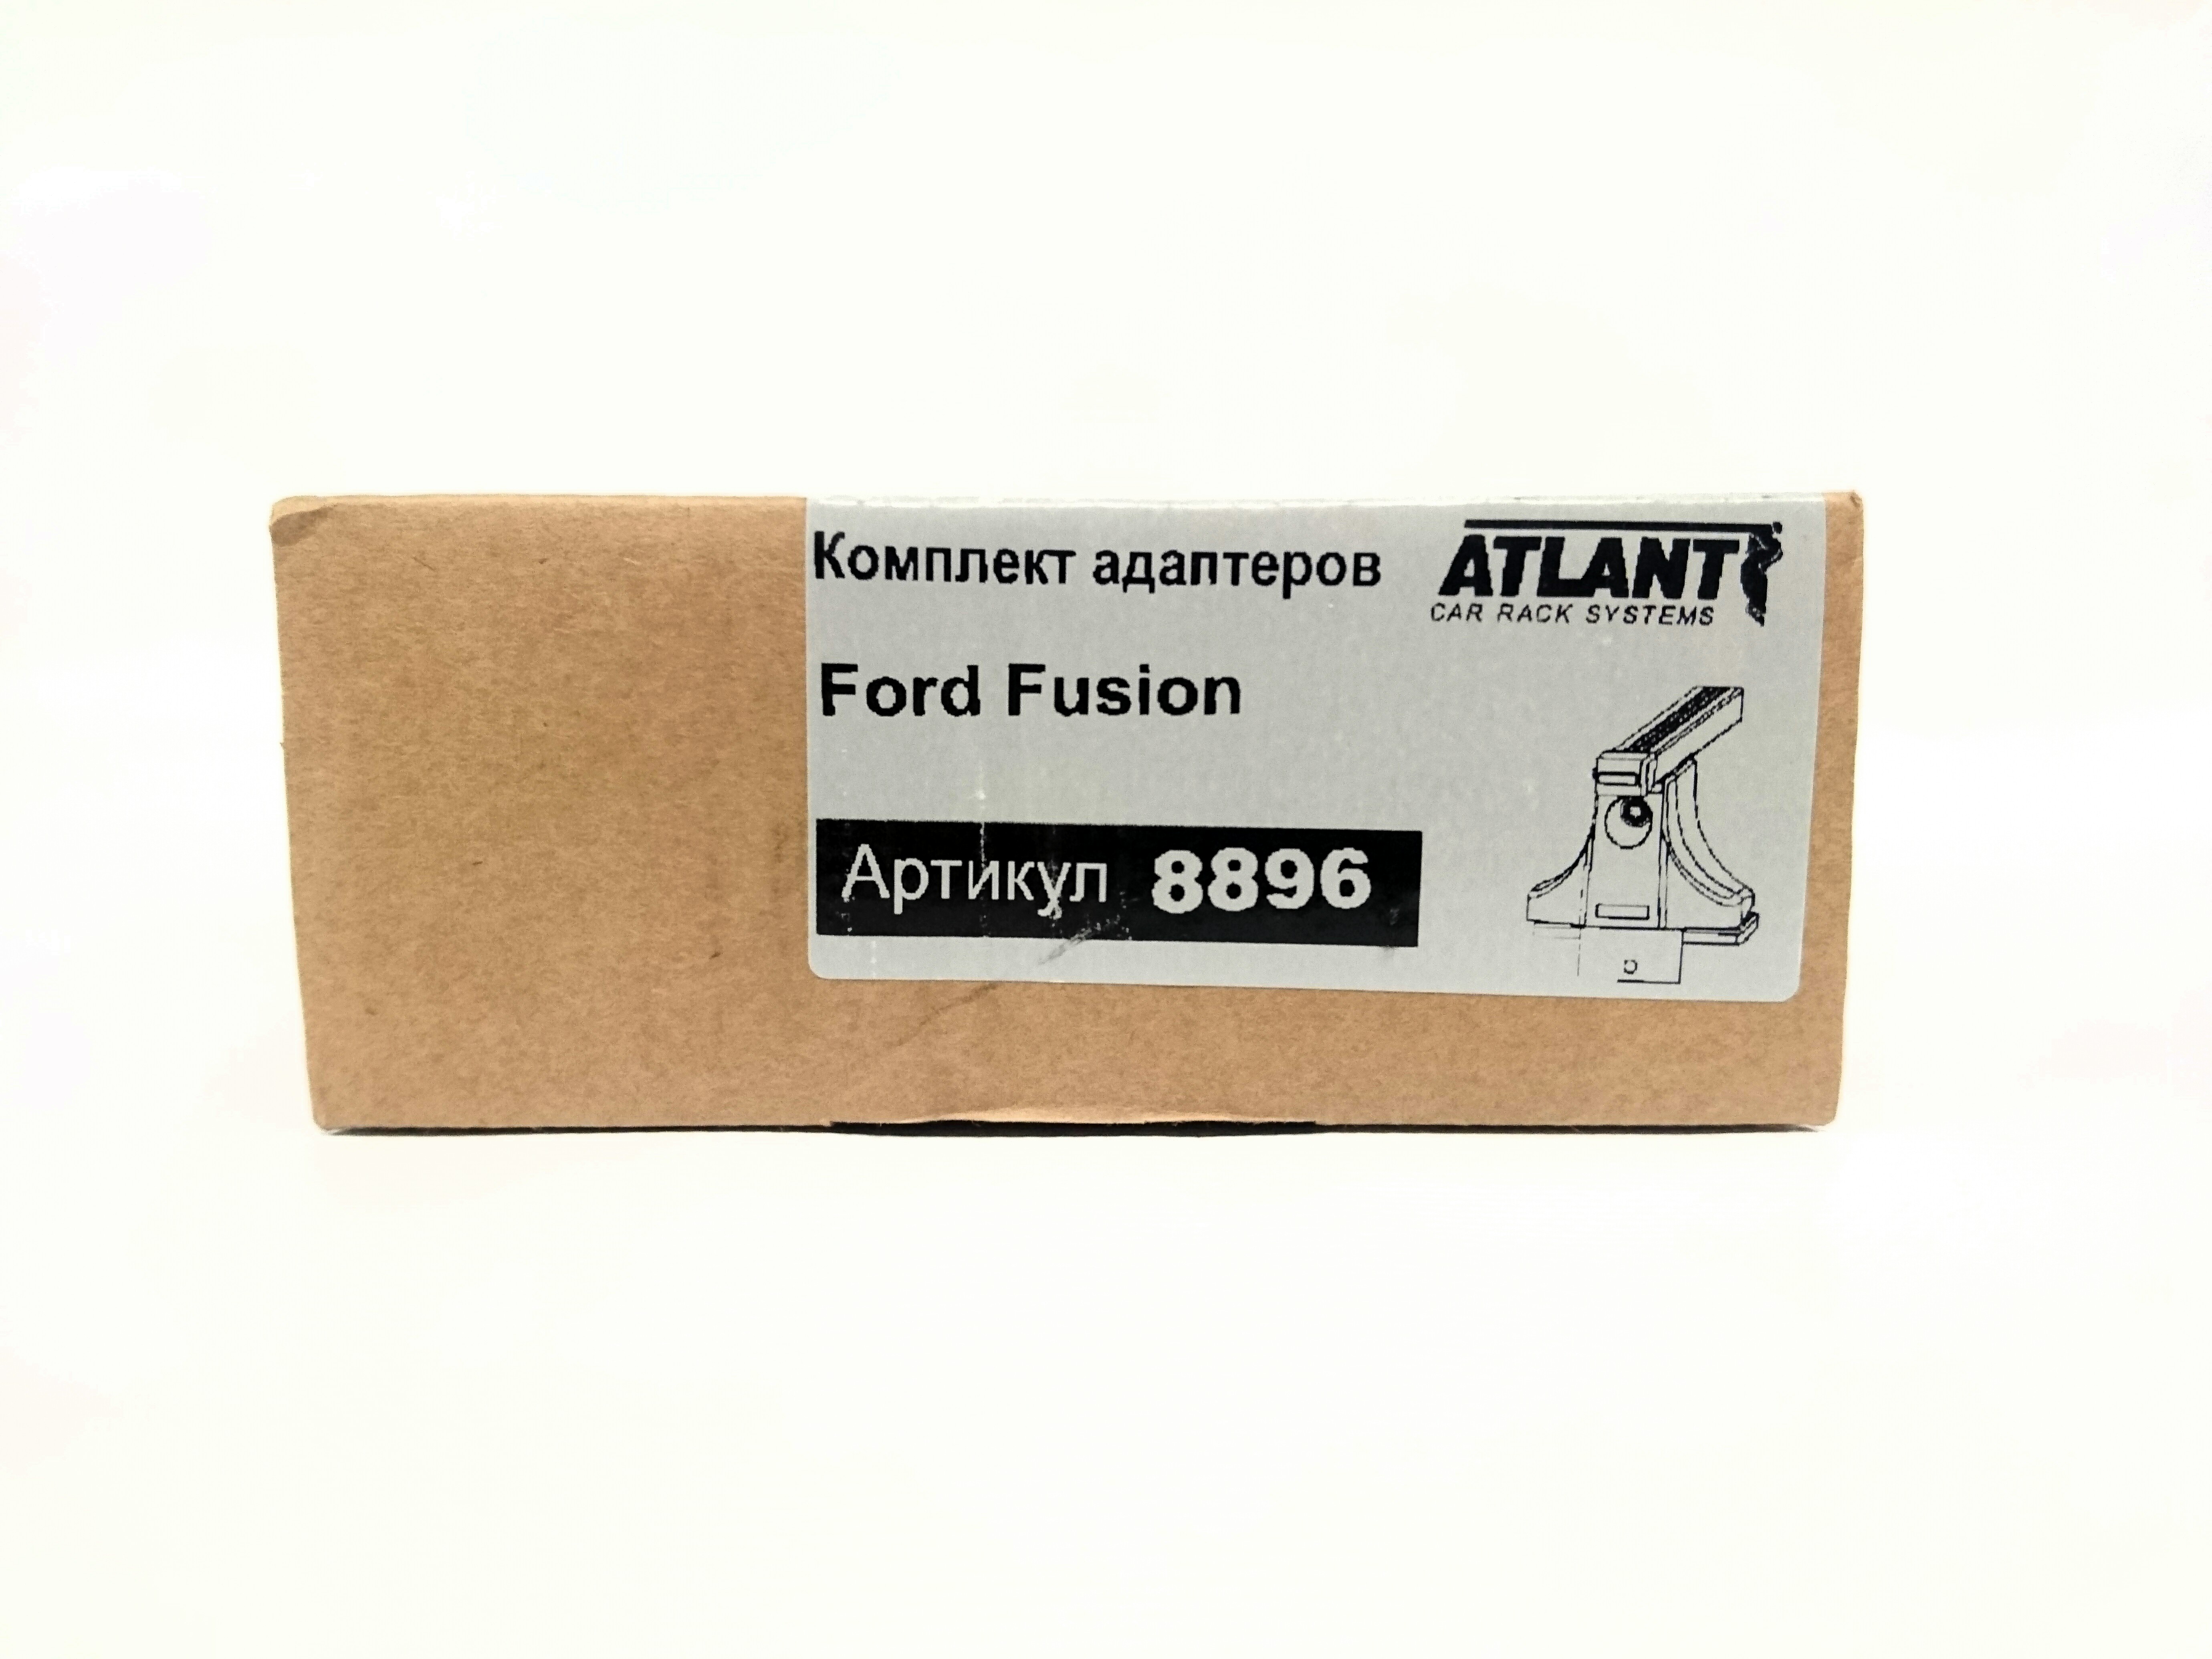 Комплект адаптеров
ATLANT
CAR RACK SYSTEMS
Ford Fusion
Артикул 8896